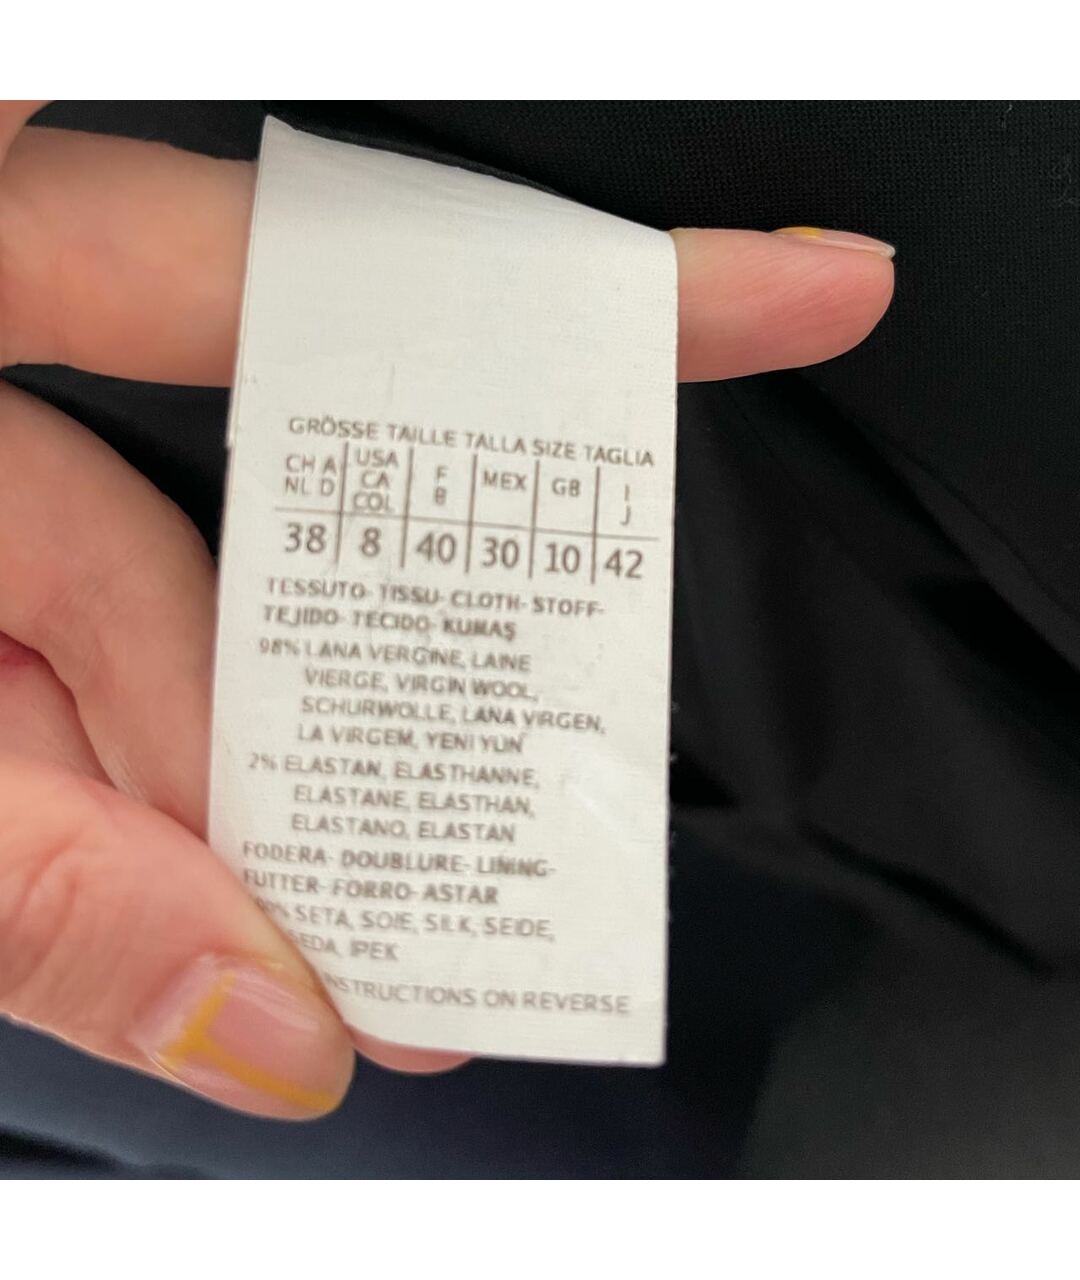 GRÖSSE TAILLE TALLA SIZE TAGLIA
CH A NL D USA CA COL F B MEX GB I J
38 8 40 30 10 42
TESSUTO- TISSU- CLOTH- STOFF-
TEJIDO- TECIDO- KUMAŞ
98% LANA VERGINE, LAINE
VIERGE, VIRGIN WOOL,
SCHURWOLLE, LANA VIRGEN,
LA VIRGEM, YENI YUN
2% ELASTAN, ELASTHANNE,
ELASTANE, ELASTHAN,
ELASTANO, ELASTAN
FODERA- DOUBLURE- LINING-
FUTTER- FORRO- ASTAR
SETA, SOIE, SILK, SEIDE,
SEDA, IPEK
INSTRUCTIONS ON REVERSE